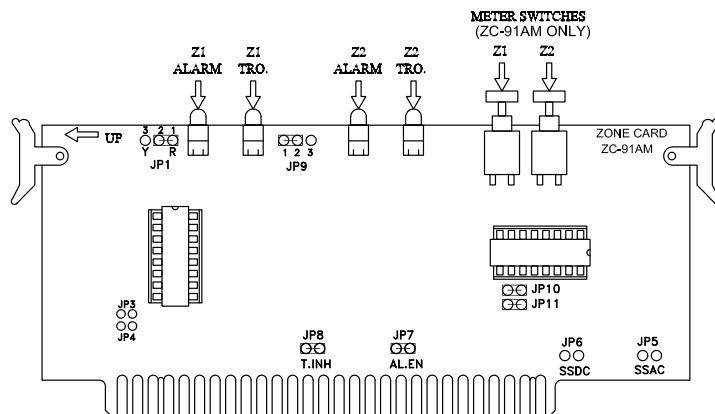 METER SWITCHES
(ZC-91AM ONLY)
Z1 Z1 Z2 Z2 Z1 Z2
ALARM TRO. ALARM TRO.
UP
3 2 1
Y R
JP1
1 2 3
JP9
ZONE CARD
ZC-91AM
JP10
JP11
JP3
JP4
JP8
T.INH
JP7
AL.EN
JP6
SSDC
JP5
SSAC